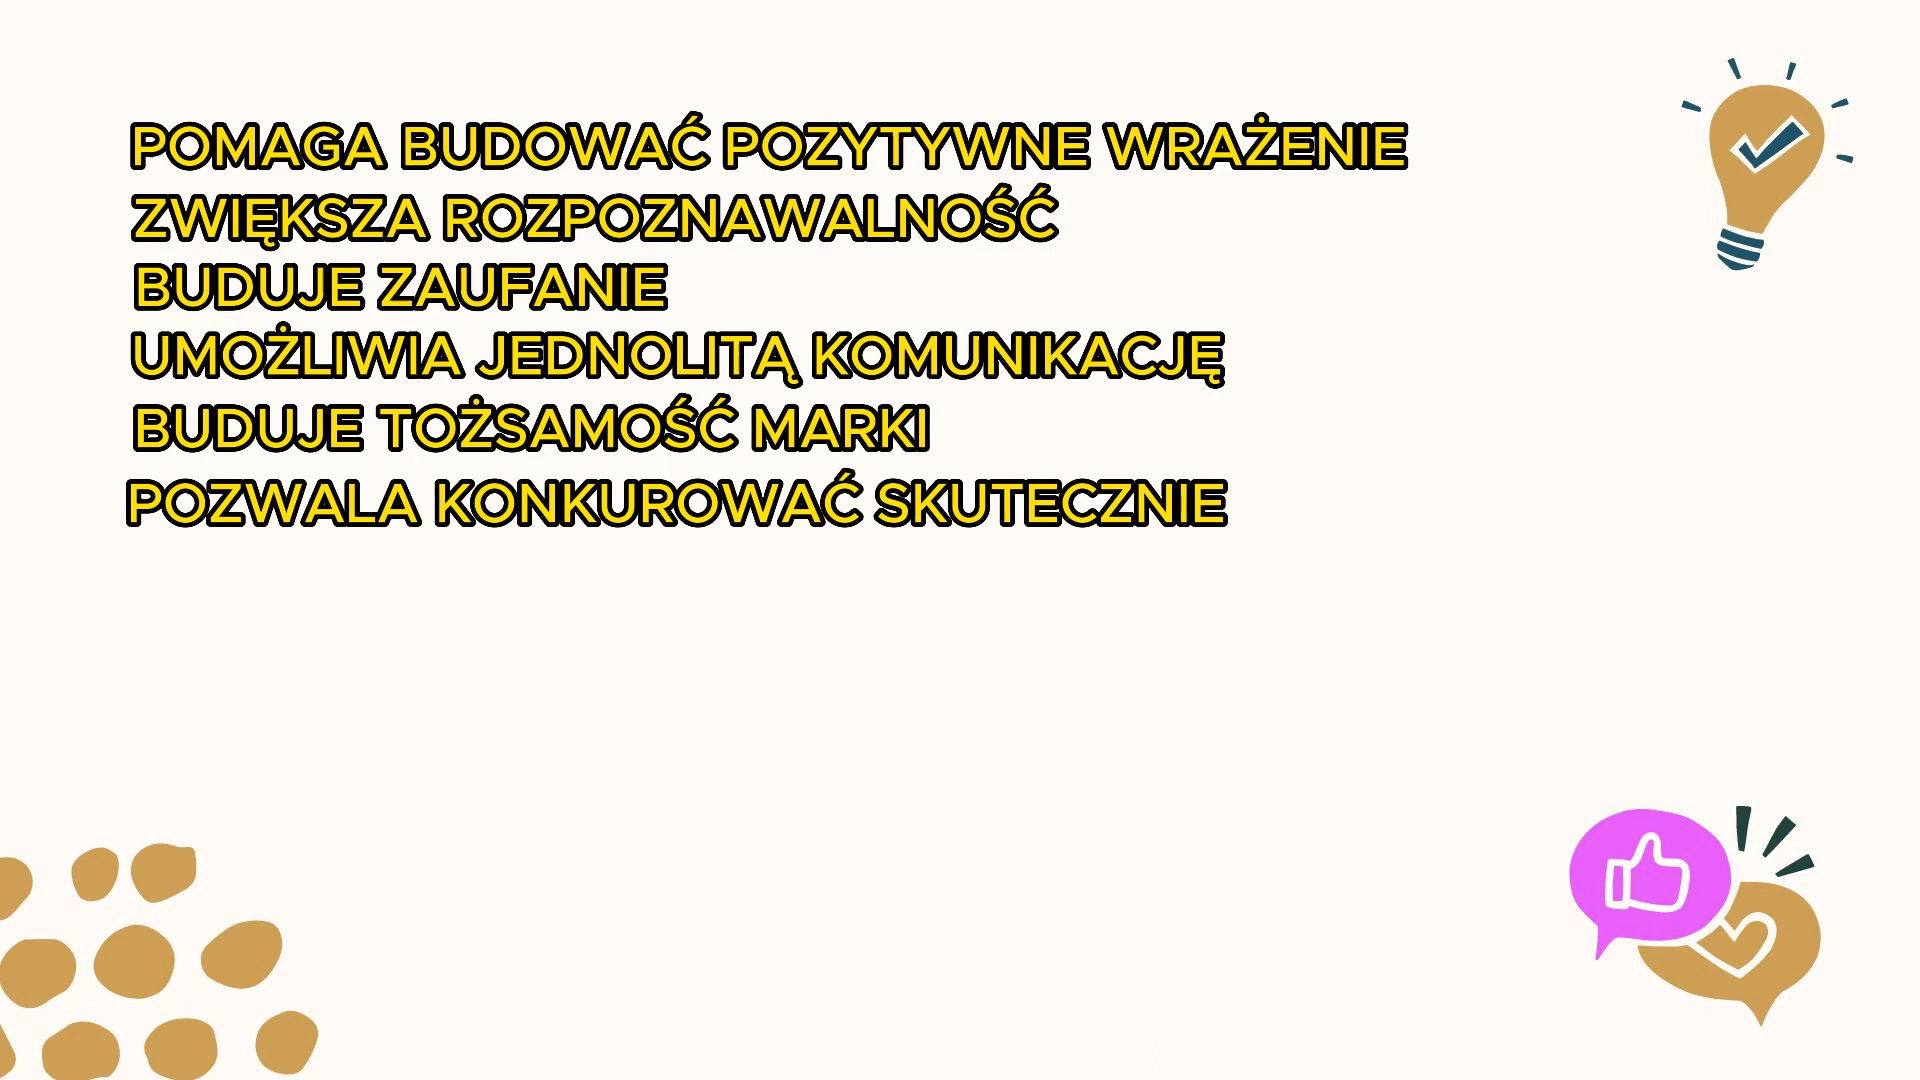 POMAGA BUDOWAĆ POZYTYWNE WRAŻENIE
ZWIĘKSZA ROZPOZNAWALNOŚĆ
BUDUJE ZAUFANIE
UMOŻLIWIA JEDNOLITĄ KOMUNIKACJĘ
BUDUJE TOŻSAMOŚĆ MARKI
POZWALA KONKUROWAĆ SKUTECZNIE